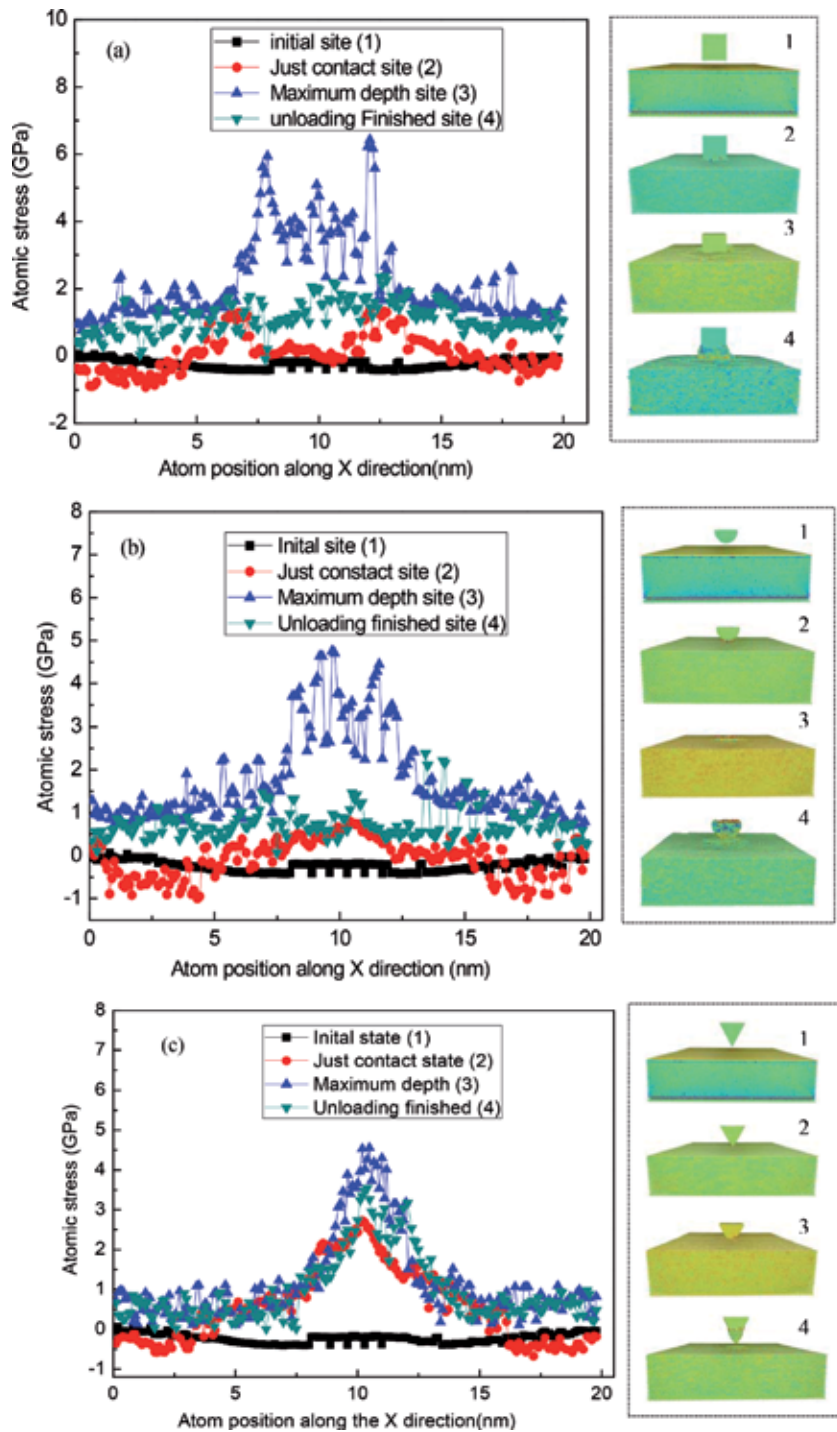 (a)
initial site (1)
Just contact site (2)
Maximum depth site (3)
unloading Finished site (4)
Atomic stress (GPa)
10
8
6
4
2
0
-2
0
5
10
15
20
Atom position along X direction(nm)
1
2
3
4
(b)
Inital site (1)
Just constact site (2)
Maximum depth site (3)
Unloading finished site (4)
Atomic stress (GPa)
8
7
6
5
4
3
2
1
0
-1
0
5
10
15
20
Atom position along X direction (nm)
1
2
3
4
(c)
Inital state (1)
Just contact state (2)
Maximum depth (3)
Unloading finished (4)
Atomic stress (GPa)
8
7
6
5
4
3
2
1
0
-1
0
5
10
15
20
Atom position along the X direction(nm)
1
2
3
4